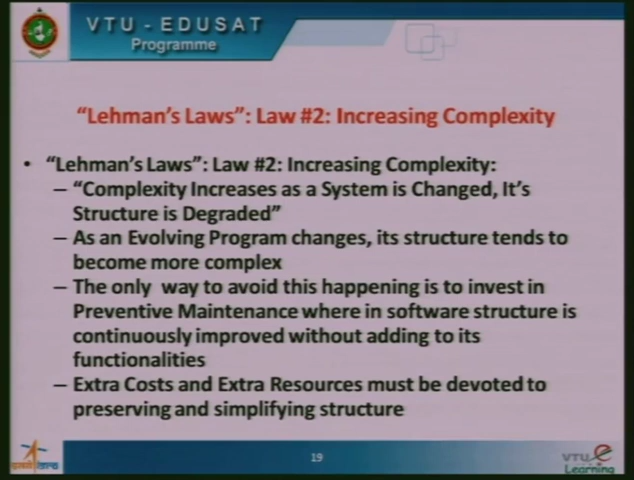 VTU - EDUSAT
Programme
“Lehman’s Laws”: Law #2: Increasing Complexity
• “Lehman’s Laws”: Law #2: Increasing Complexity:
– “Complexity Increases as a System is Changed, It’s
Structure is Degraded”
– As an Evolving Program changes, its structure tends to
become more complex
– The only way to avoid this happening is to invest in
Preventive Maintenance where in software structure is
continuously improved without adding to its
functionalities
– Extra Costs and Extra Resources must be devoted to
preserving and simplifying structure
19
VTU e
Learning